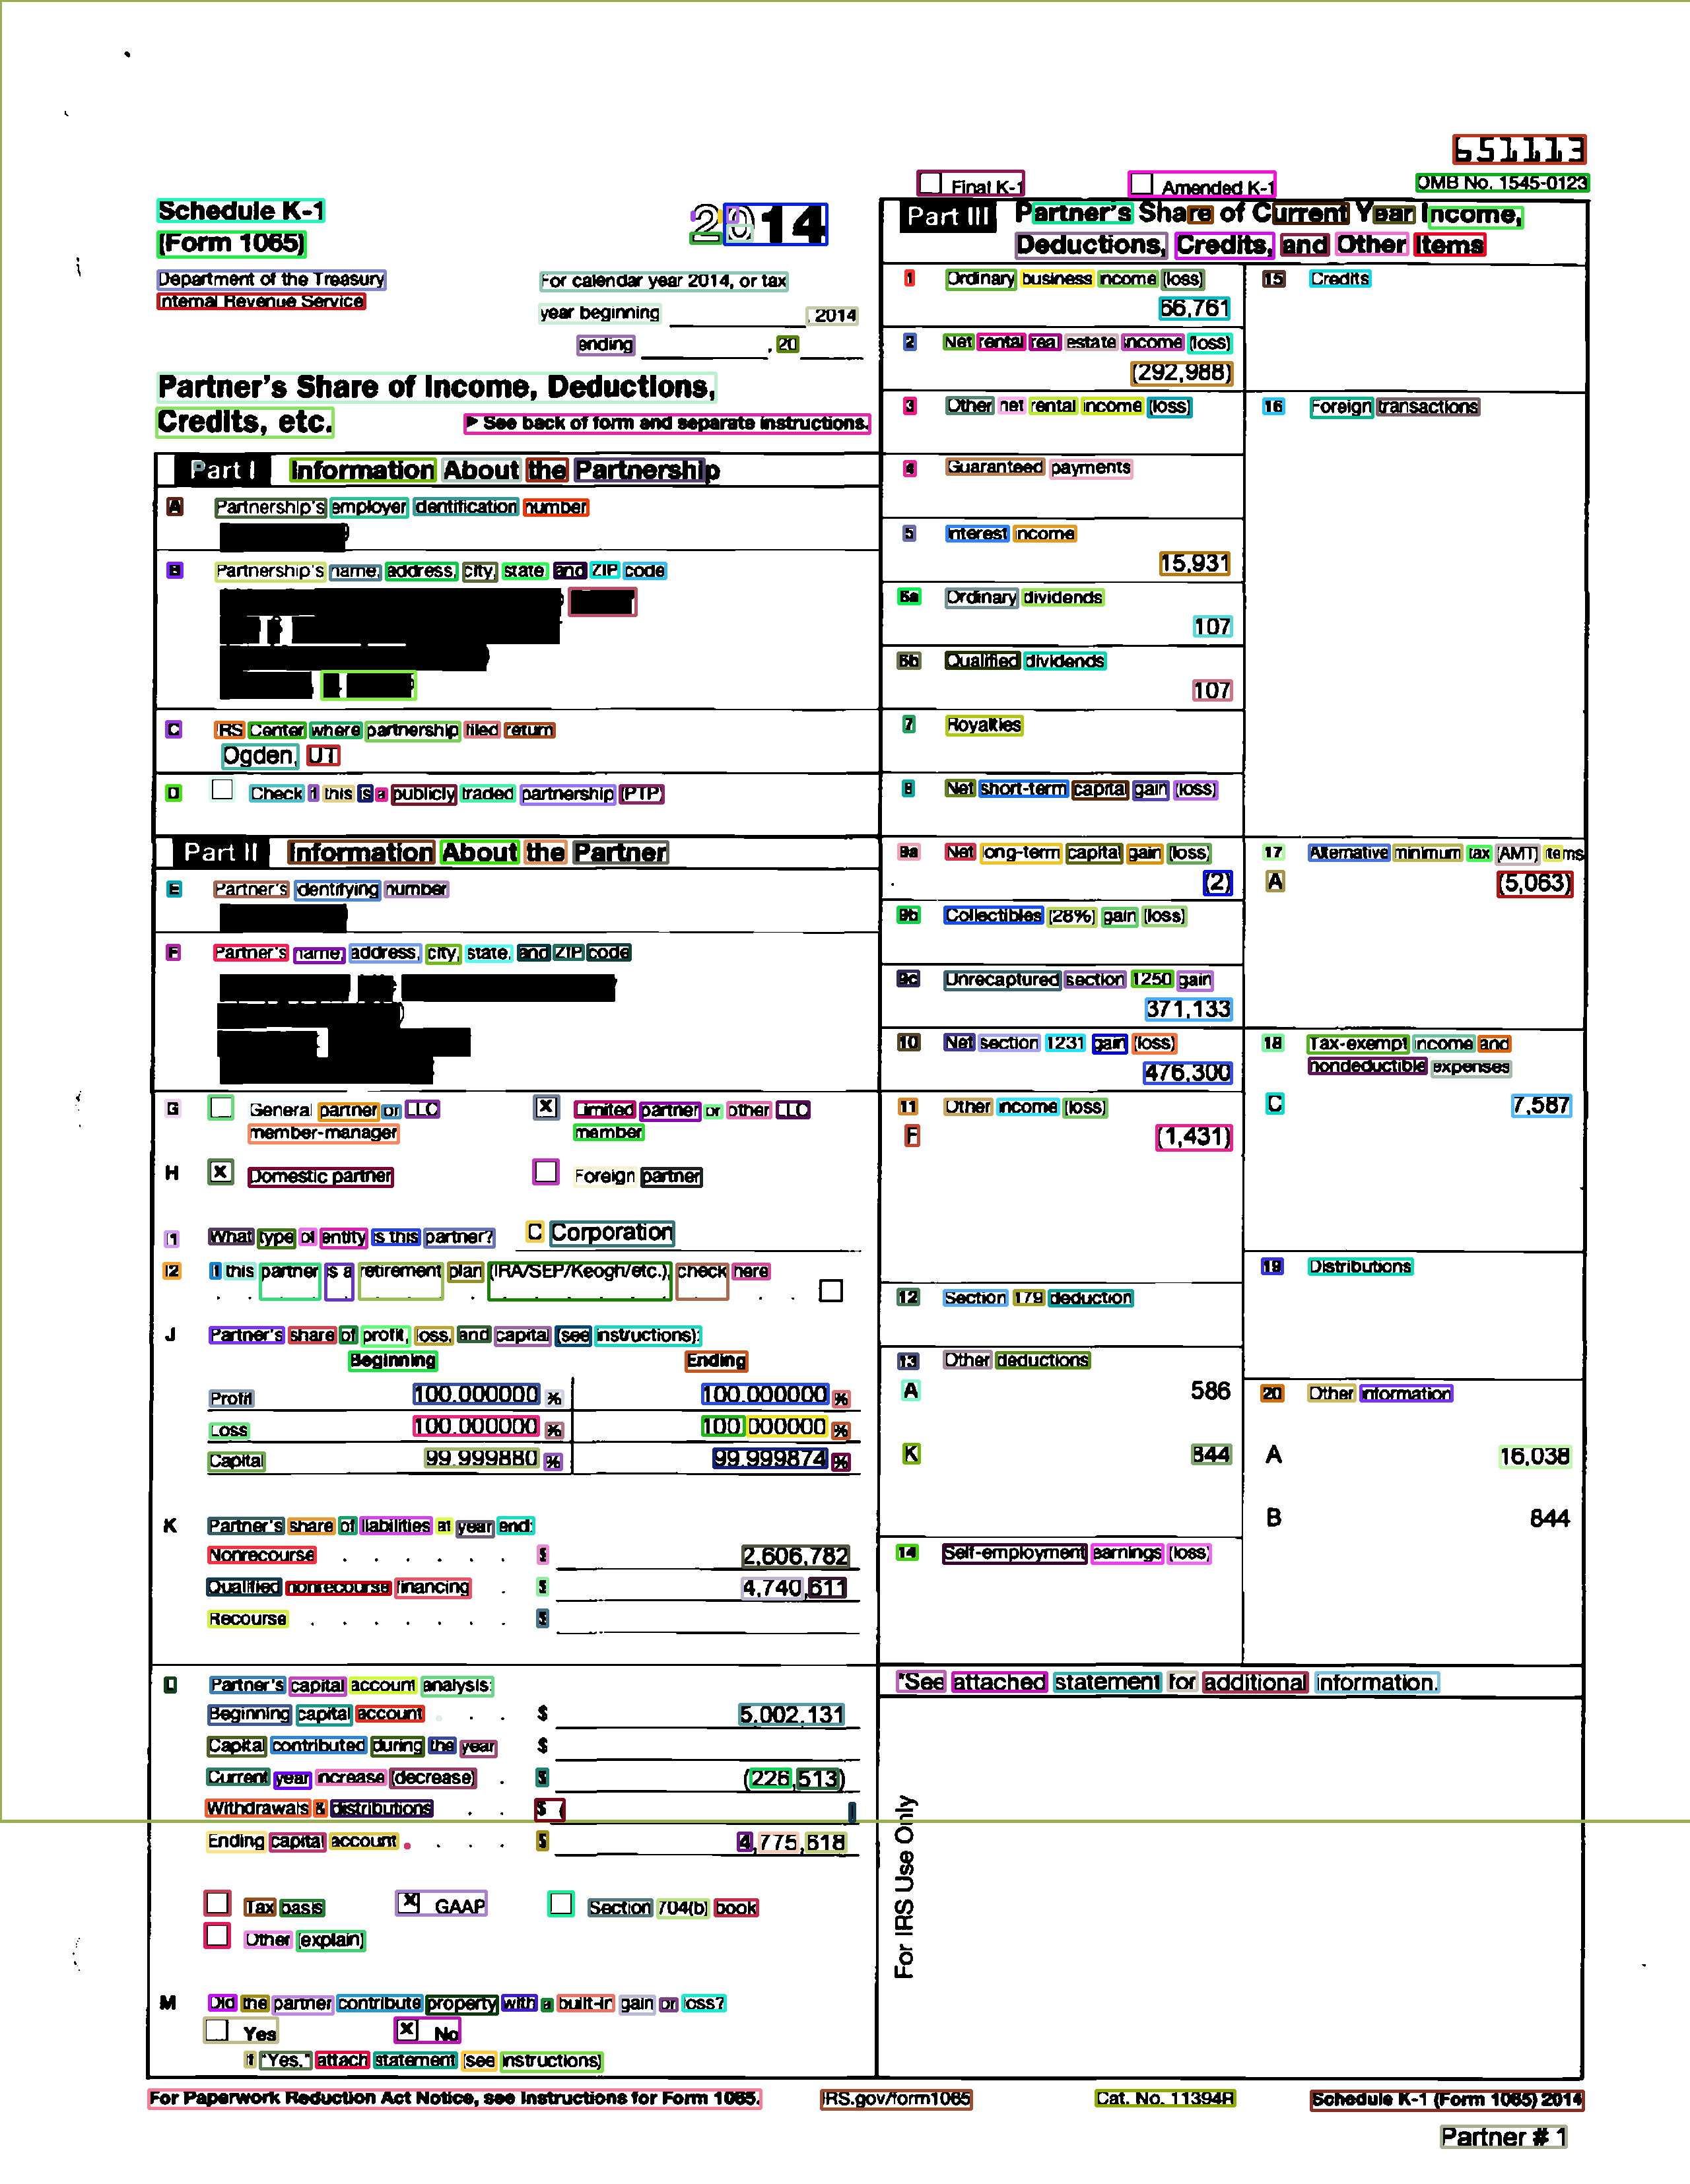 651113
Final K-1 Amended K-1 OMB No. 1545-0123
Schedule K-1
(Form 1065)
2014
Department of the Treasury
Internal Revenue Service
For calendar year 2014, or tax
year beginning , 2014
ending , 20
Partner's Share of Income, Deductions,
Credits, etc.
► See back of form and separate instructions.
Part I Information About the Partnership
A Partnership's employer identification number
B Partnership's name, address, city, state and ZIP code
C IRS Center where partnership filed return
Ogden, UT
D Check if this is a publicly traded partnership (PTP)
Part II Information About the Partner
E Partner's identifying number
F Partner's name, address, city, state, and ZIP code
G General partner or LLC member-manager
X Limited partner or other LLC member
H X Domestic partner Foreign partner
I1 What type of entity is this partner? C Corporation
I2 If this partner is a retirement plan (IRA/SEP/Keogh/etc.), check here
J Partner's share of profit, loss, and capital (see instructions):
Beginning Ending
Profit 100.000000 % 100.000000 %
Loss 100.000000 % 100.000000 %
Capital 99.999880 % 99.999874 %
K Partner's share of liabilities at year end:
Nonrecourse . . . . . . $ 2,606,782
Qualified nonrecourse financing . $ 4,740,611
Recourse . . . . . . . $
L Partner's capital account analysis:
Beginning capital account . . . $ 5,002,131
Capital contributed during the year $
Current year increase (decrease) . $ (226,513)
Withdrawals & distributions . . $ ( )
Ending capital account . . . . $ 4,775,618
Tax basis X GAAP Section 704(b) book
Other (explain)
M Did the partner contribute property with a built-in gain or loss?
Yes X No
If "Yes," attach statement (see instructions)
Part III Partner's Share of Current Year Income,
Deductions, Credits, and Other Items
1 Ordinary business income (loss)
66,761
2 Net rental real estate income (loss)
(292,988)
3 Other net rental income (loss)
4 Guaranteed payments
5 Interest income
15,931
6a Ordinary dividends
107
6b Qualified dividends
107
7 Royalties
8 Net short-term capital gain (loss)
9a Net long-term capital gain (loss)
(2)
9b Collectibles (28%) gain (loss)
9c Unrecaptured section 1250 gain
371,133
10 Net section 1231 gain (loss)
476,300
11 Other income (loss)
F (1,431)
12 Section 179 deduction
13 Other deductions
A 586
K 844
14 Self-employment earnings (loss)
15 Credits
16 Foreign transactions
17 Alternative minimum tax (AMT) items
A (5,063)
18 Tax-exempt income and
nondeductible expenses
C 7,587
19 Distributions
20 Other information
A 16,038
B 844
*See attached statement for additional information.
For IRS Use Only
For Paperwork Reduction Act Notice, see Instructions for Form 1065. IRS.gov/form1065 Cat. No. 11394R Schedule K-1 (Form 1065) 2014
Partner # 1